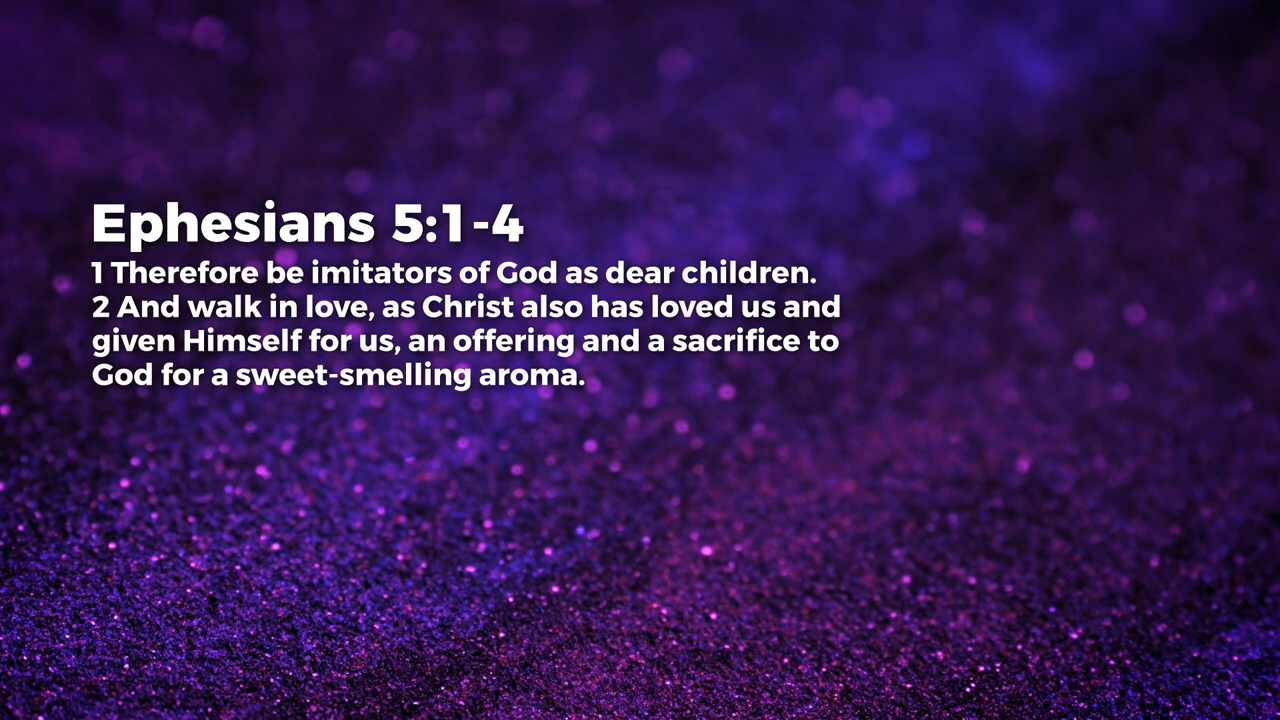 Ephesians 5:1-4
1 Therefore be imitators of God as dear children.
2 And walk in love, as Christ also has loved us and
given Himself for us, an offering and a sacrifice to
God for a sweet-smelling aroma.